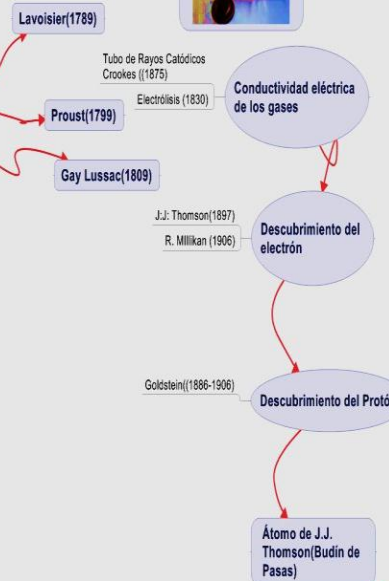 Lavoisier(1789)
Proust(1799)
Gay Lussac(1809)
Tubo de Rayos Catódicos
Crookes ((1875)
Electrólisis (1830)
Conductividad eléctrica
de los gases
J:J: Thomson(1897)
R. MIllikan (1906)
Descubrimiento del
electrón
Goldstein((1886-1906)
Descubrimiento del Protó
Átomo de J.J.
Thomson(Budín de
Pasas)